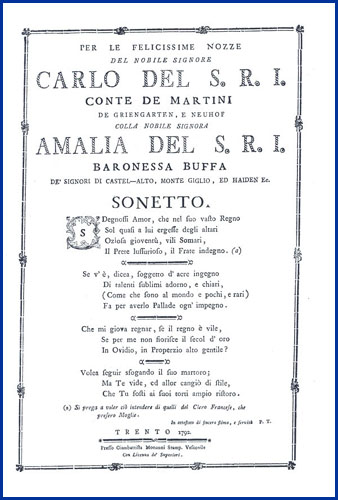 PER LE FELICISSIME NOZZE
DEL NOBILE SIGNORE
CARLO DEL S. R. I.
CONTE DE MARTINI
DE GRIENGARTEN, E NEUHOF
COLLA NOBILE SIGNORA
AMALIA DEL S. R. I.
BARONESSA BUFFA
DE' SIGNORI DI CASTEL-ALTO, MONTE GIGLIO, ED HAIDEN Ec.
SONETTO.
SDegnossi Amor, che nel suo vasto Regno
Sol quasi a lui ergesse degli altari
Oziosa gioventù, vili Somari,
Il Prete lussurioso, il Frate indegno. (a)
Se v'è, dicea, soggetto d'acre ingegno
Di talenti sublimi adorno, e chiari,
(Come che sono al mondo e pochi, e rari)
Fa per averlo Pallade ogn' impegno.
Che mi giova regnar, se il regno è vile,
Se per me non fiorisce il secol d'oro
In Ovidio, in Properzio alto gentile?
Volea seguir sfogando il suo martoro;
Ma Te vide, ed allor cangiò di stile,
Che Tu fosti ai suoi torti ampio ristoro.
(a) Si prega a voler ciò intendere di quelli del Clero Francese, che
presero Moglie.
In attestato di sincera stima, e servitù P. T.
TRENTO 1792.
Presso Giambattista Monauni Stamp. Vescovile
Con Licenza de' Superiori.